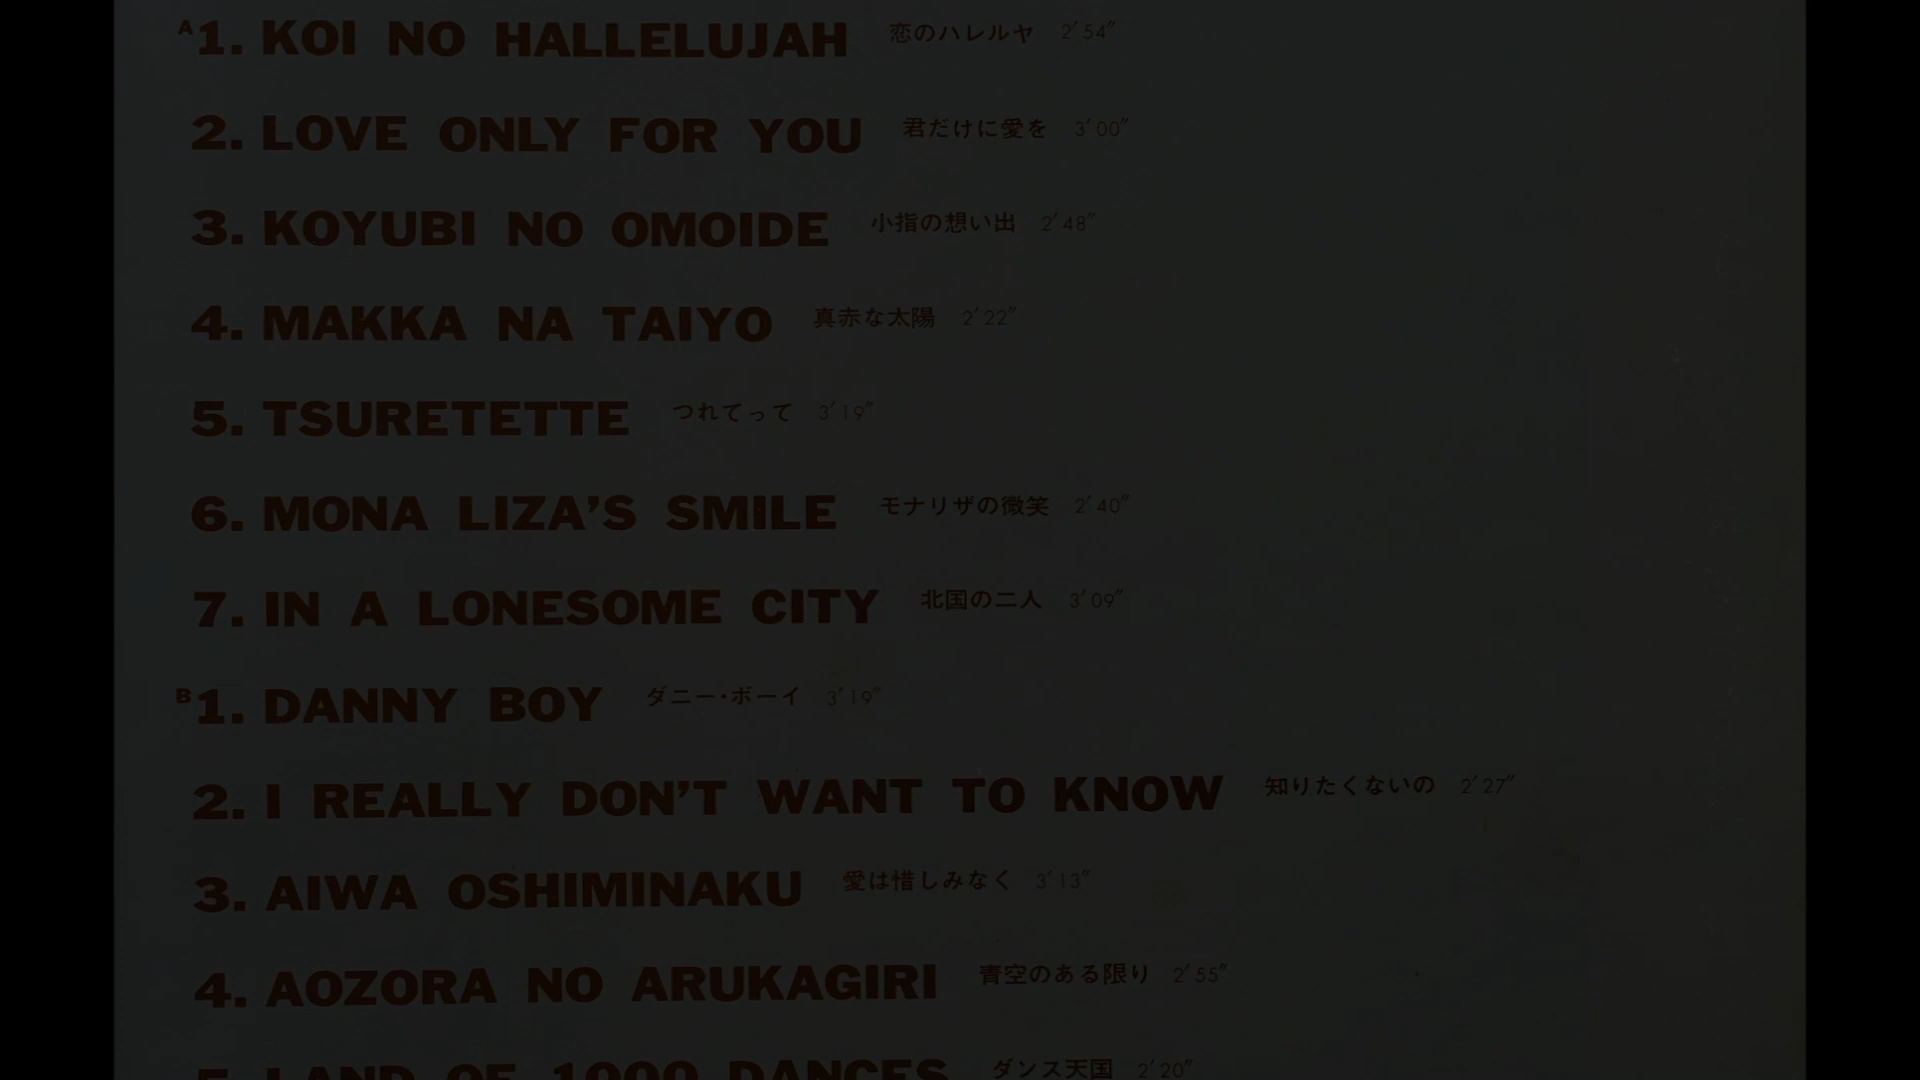 A1. KOI NO HALLELUJAH 恋のハレルヤ 2′54″
2. LOVE ONLY FOR YOU 君だけに愛を 3′00″
3. KOYUBI NO OMOIDE 小指の想い出 2′48″
4. MAKKA NA TAIYO 真赤な太陽 2′22″
5. TSURETETTE つれてって 3′19″
6. MONA LIZA’S SMILE モナリザの微笑 2′40″
7. IN A LONESOME CITY 北国の二人 3′09″
B1. DANNY BOY ダニー・ボーイ 3′19″
2. I REALLY DON’T WANT TO KNOW 知りたくないの 2′27″
3. AIWA OSHIMINAKU 愛は惜しみなく 3′13″
4. AOZORA NO ARUKAGIRI 青空のある限り 2′55″
5. LAND OF 1000 DANCES ダンス天国 2′20″